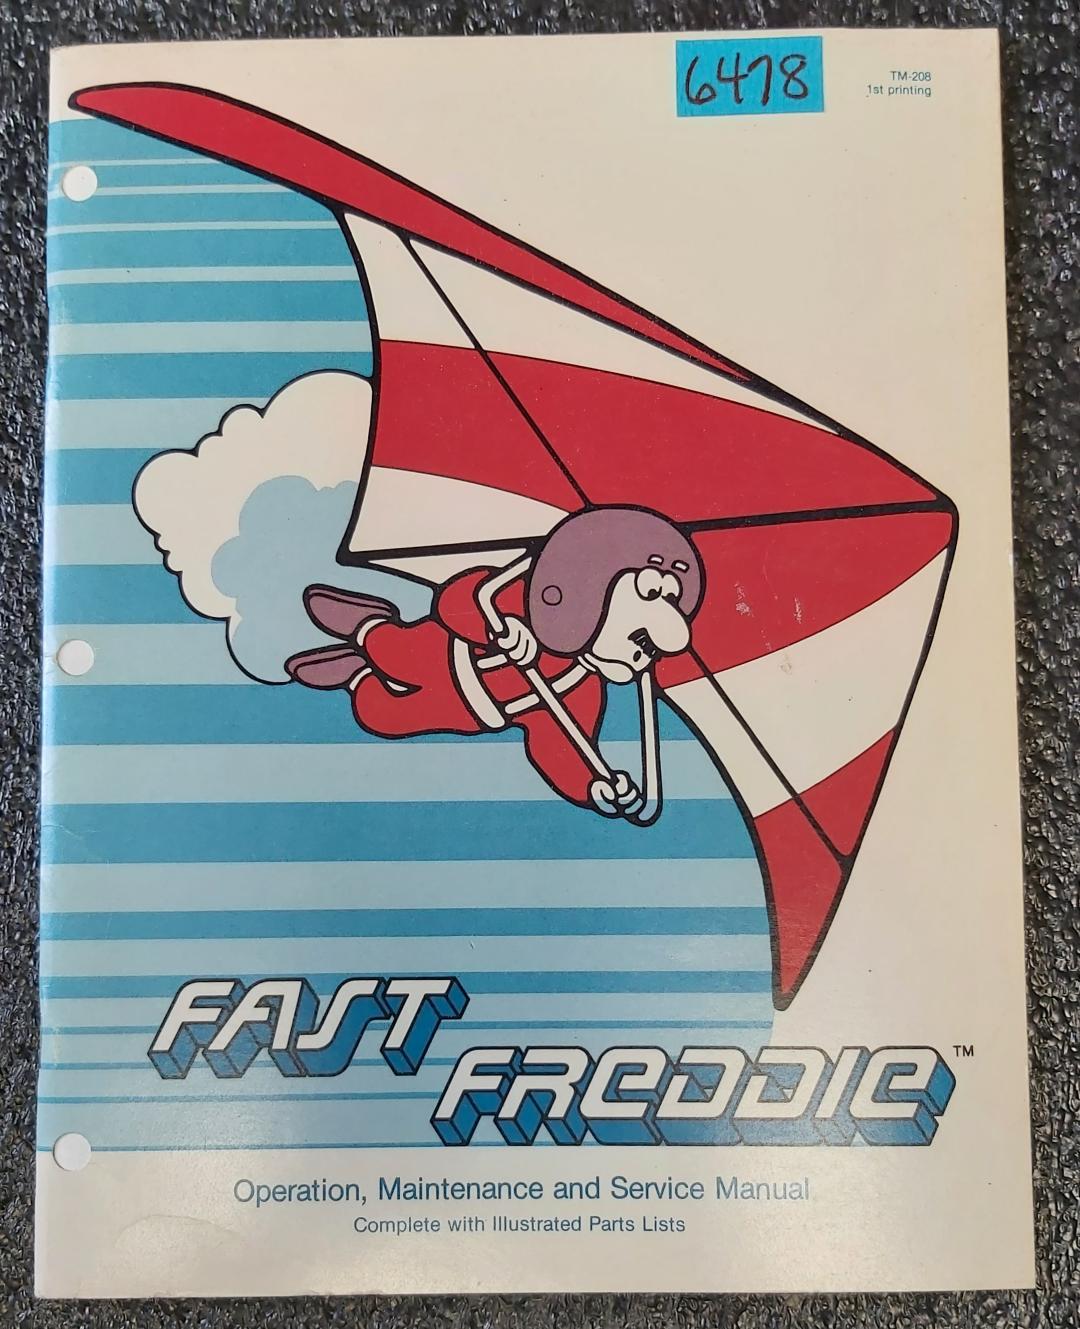 6478
TM-208
1st printing
FAST
FREDDIE™
Operation, Maintenance and Service Manual
Complete with Illustrated Parts Lists